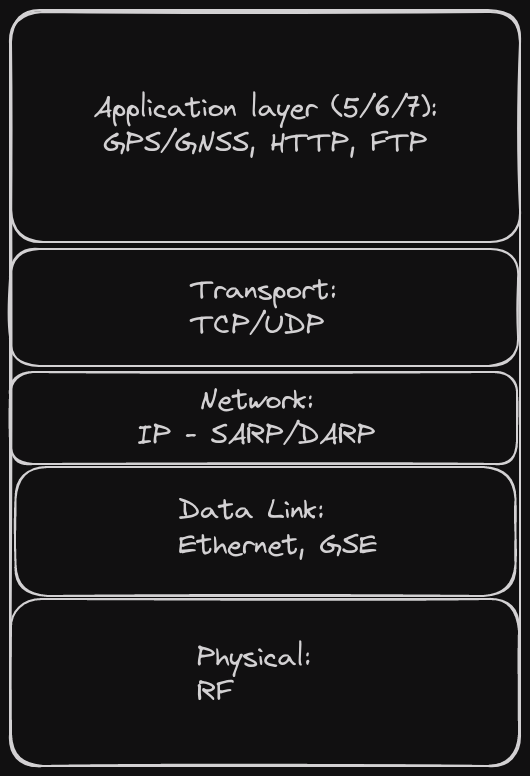 Application layer (5/6/7):
GPS/GNSS, HTTP, FTP
Transport:
TCP/UDP
Network:
IP - SARP/DARP
Data Link:
Ethernet, GSE
Physical:
RF